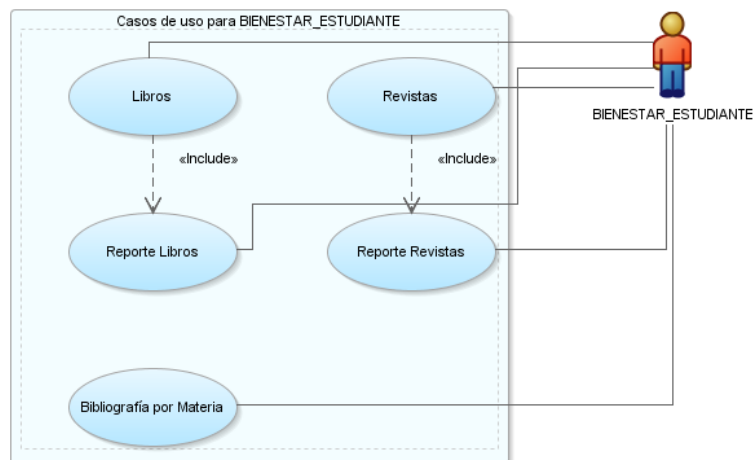 Casos de uso para BIENESTAR_ESTUDIANTE
Libros
Revistas
BIENESTAR_ESTUDIANTE
«Include»
«Include»
Reporte Libros
Reporte Revistas
Bibliografía por Materia